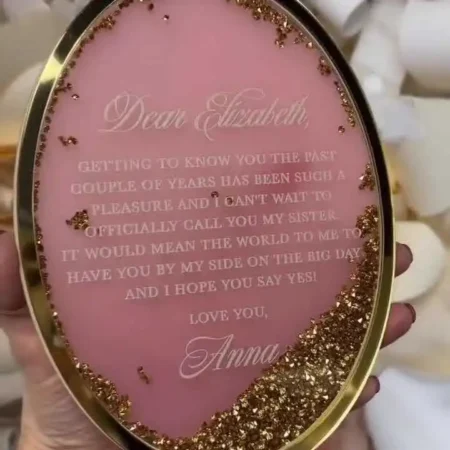 Dear Elizabeth,
GETTING TO KNOW YOU THE PAST
COUPLE OF YEARS HAS BEEN SUCH A
PLEASURE AND I CAN'T WAIT TO
OFFICIALLY CALL YOU MY SISTER.
IT WOULD MEAN THE WORLD TO ME TO
HAVE YOU BY MY SIDE ON THE BIG DAY
AND I HOPE YOU SAY YES!
LOVE YOU,
Anna